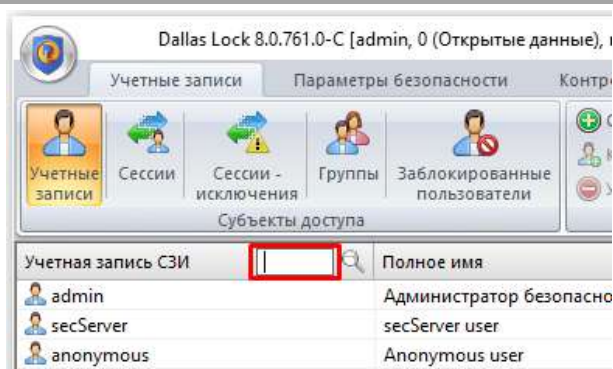 Dallas Lock 8.0.761.0-C [admin, 0 (Открытые данные),
Учетные записи Параметры безопасности Контр
Учетные записи
Сессии
Сессии - исключения
Группы
Заблокированные пользователи
Субъекты доступа
Учетная запись СЗИ Полное имя
admin Администратор безопасно
secServer secServer user
anonymous Anonymous user